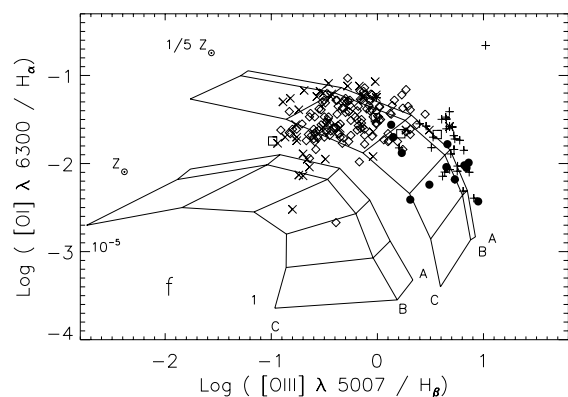 1/5 Z⊙
Z⊙
10⁻⁵
f
1
C
B
A
A
B
C
0
−1
−2
−3
−4
−2
−1
0
1
Log ( [OI] λ 6300 / Hα)
Log ( [OIII] λ 5007 / Hβ)